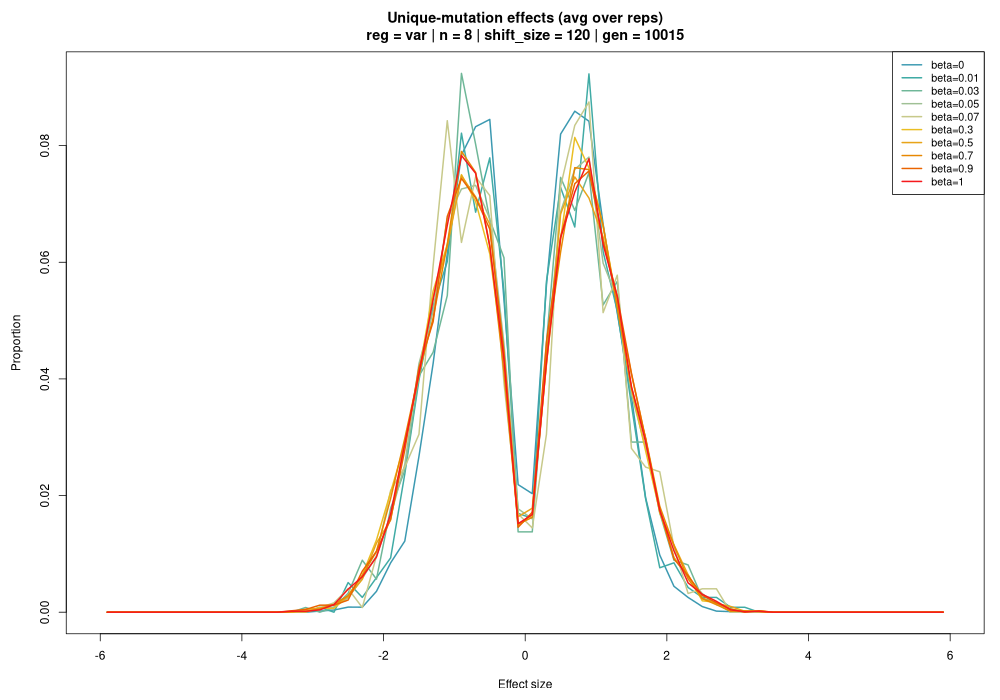 Unique-mutation effects (avg over reps)
reg = var | n = 8 | shift_size = 120 | gen = 10015
beta=0
beta=0.01
beta=0.03
beta=0.05
beta=0.07
beta=0.3
beta=0.5
beta=0.7
beta=0.9
beta=1
Proportion
0.08
0.06
0.04
0.02
0.00
-6
-4
-2
0
2
4
6
Effect size